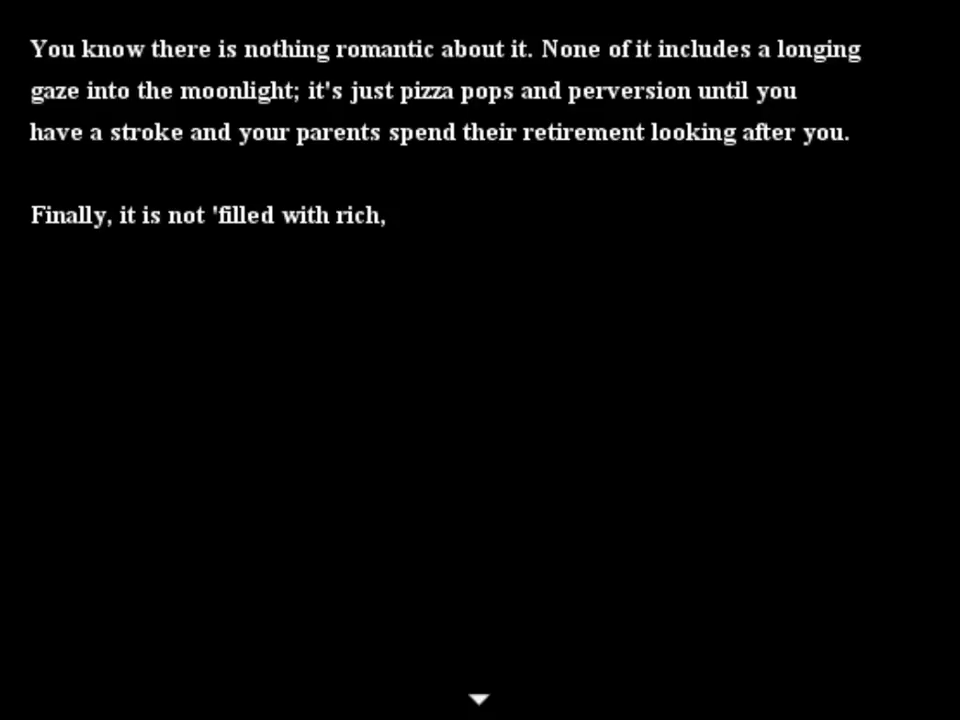 You know there is nothing romantic about it. None of it includes a longing
gaze into the moonlight; it's just pizza pops and perversion until you
have a stroke and your parents spend their retirement looking after you.
Finally, it is not 'filled with rich,